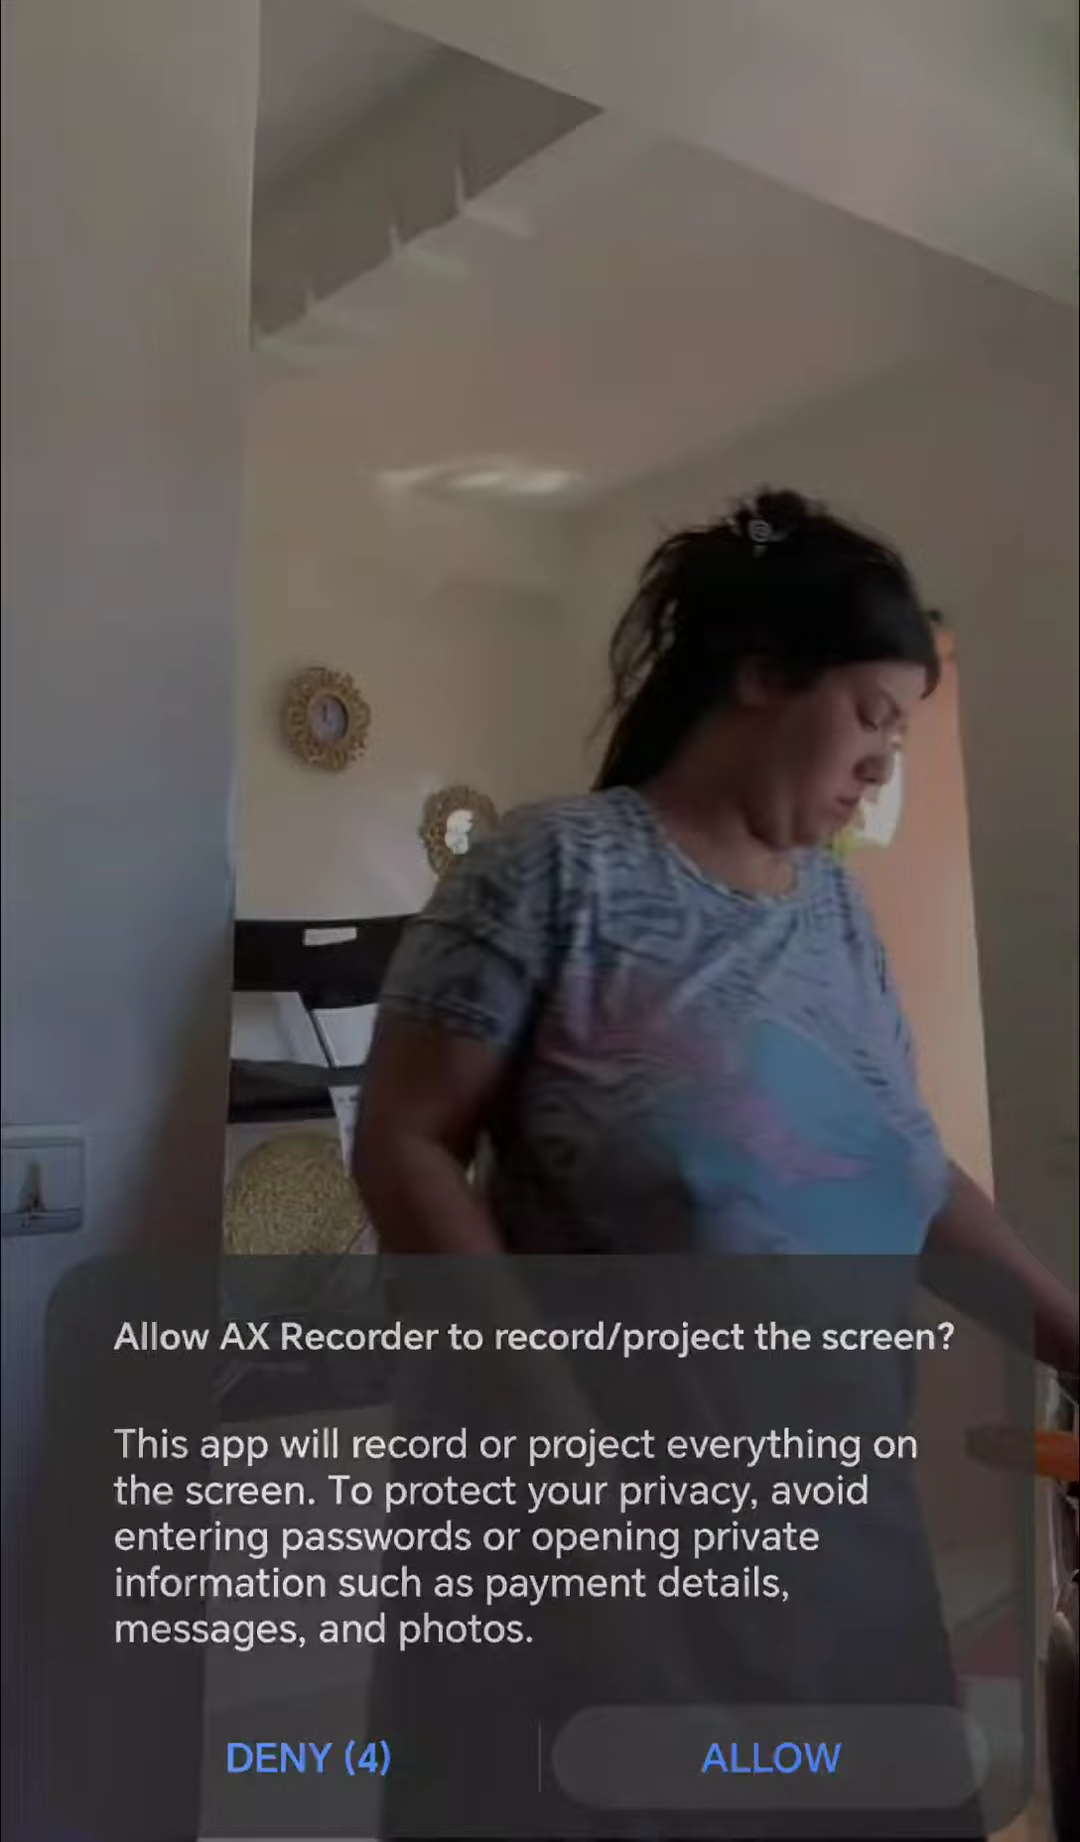 Allow AX Recorder to record/project the screen?
This app will record or project everything on
the screen. To protect your privacy, avoid
entering passwords or opening private
information such as payment details,
messages, and photos.
DENY (4)
ALLOW